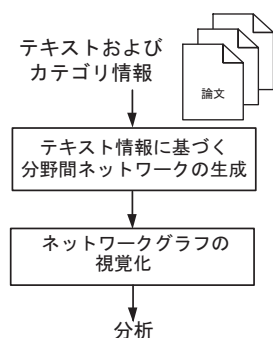 テキストおよび
カテゴリ情報
論文
テキスト情報に基づく
分野間ネットワークの生成
ネットワークグラフの
視覚化
分析